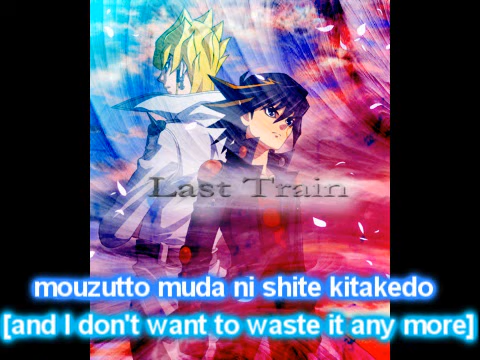 Last Train
mouzutto muda ni shite kitakedo
[and I don't want to waste it any more]